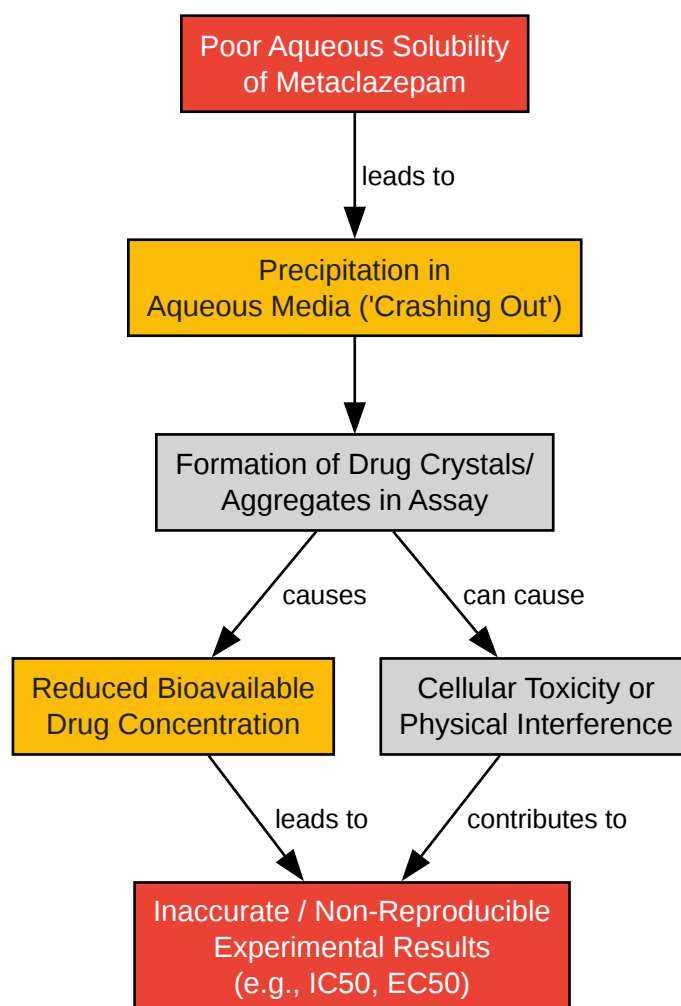 Poor Aqueous Solubility
of Metaclazepam
leads to
Precipitation in
Aqueous Media ('Crashing Out')
Formation of Drug Crystals/
Aggregates in Assay
causes
can cause
Reduced Bioavailable
Drug Concentration
Cellular Toxicity or
Physical Interference
leads to
contributes to
Inaccurate / Non-Reproducible
Experimental Results
(e.g., IC50, EC50)